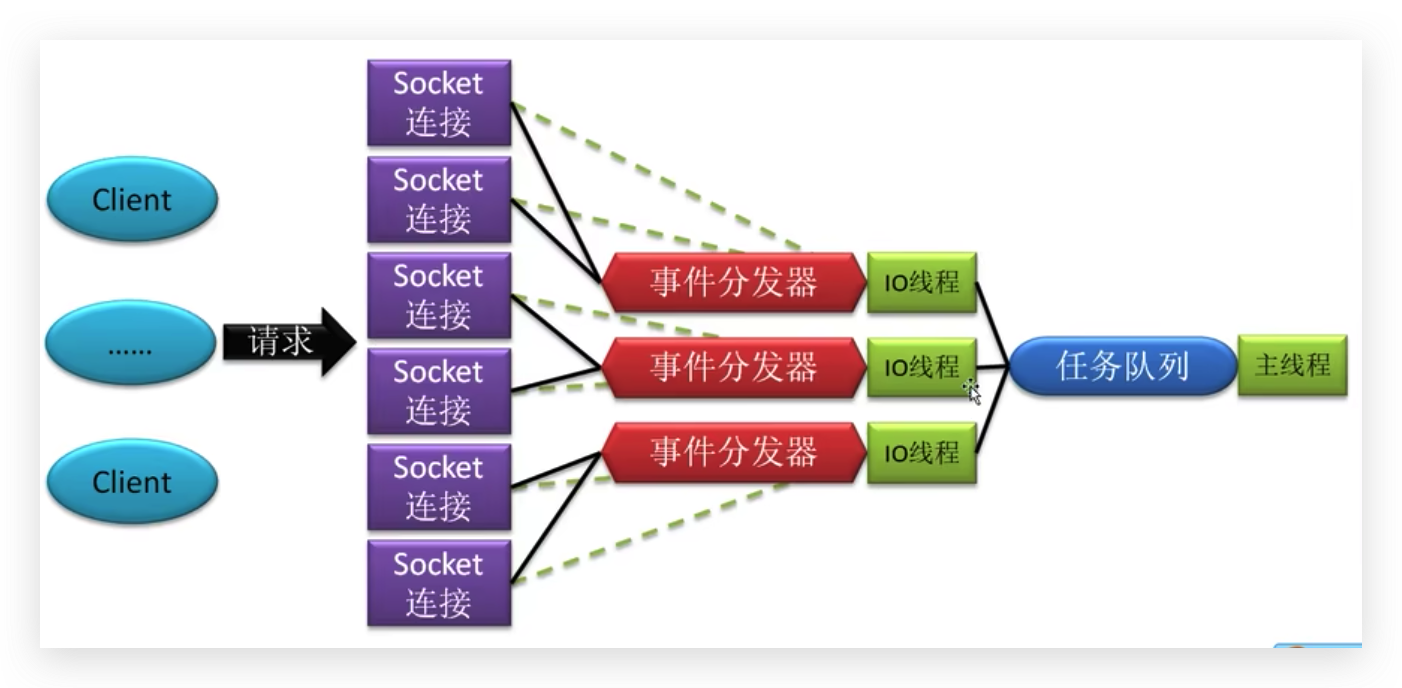 Client
……
Client
请求
Socket
连接
Socket
连接
Socket
连接
Socket
连接
Socket
连接
Socket
连接
事件分发器
IO线程
事件分发器
IO线程
事件分发器
IO线程
任务队列
主线程